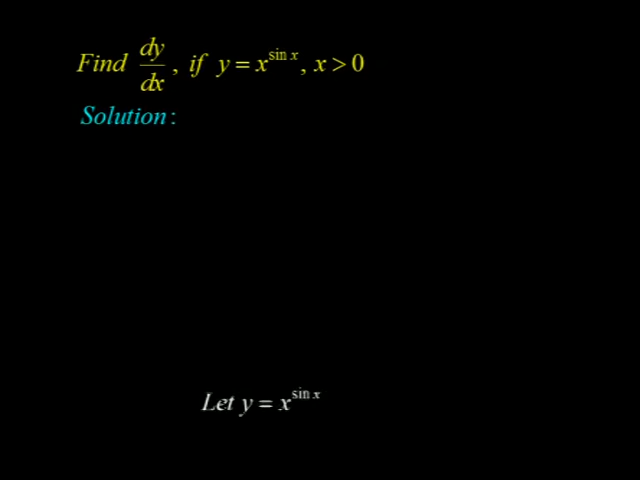 Find dy/dx, if y = x^{sin x}, x > 0
Solution:
Let y = x^{sin x}